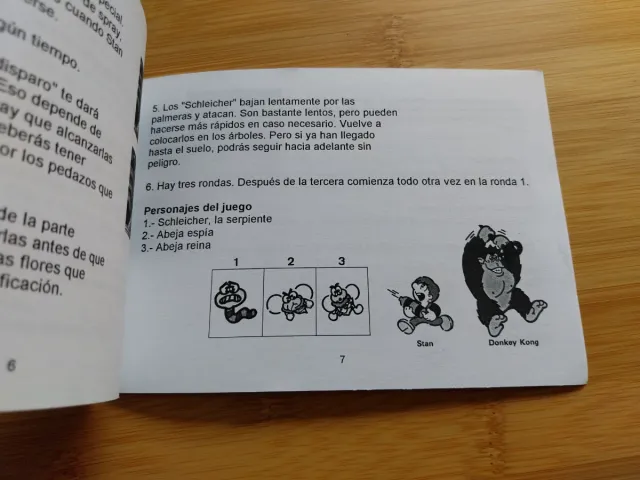 pecial.
de spray.
erse.
cuando Stan
gún tiempo.
disparo" te dará
Eso depende de
ay que alcanzarlas
eberás tener
or los pedazos que
de la parte
rlas antes de que
as flores que
ificación.
6
5. Los "Schleicher" bajan lentamente por las
palmeras y atacan. Son bastante lentos, pero pueden
hacerse más rápidos en caso necesario. Vuelve a
colocarlos en los árboles. Pero si ya han llegado
hasta el suelo, podrás seguir hacia adelante sin
peligro.
6. Hay tres rondas. Después de la tercera comienza todo otra vez en la ronda 1.
Personajes del juego
1.- Schleicher, la serpiente
2.- Abeja espía
3.- Abeja reina
1 2 3
Stan Donkey Kong
7